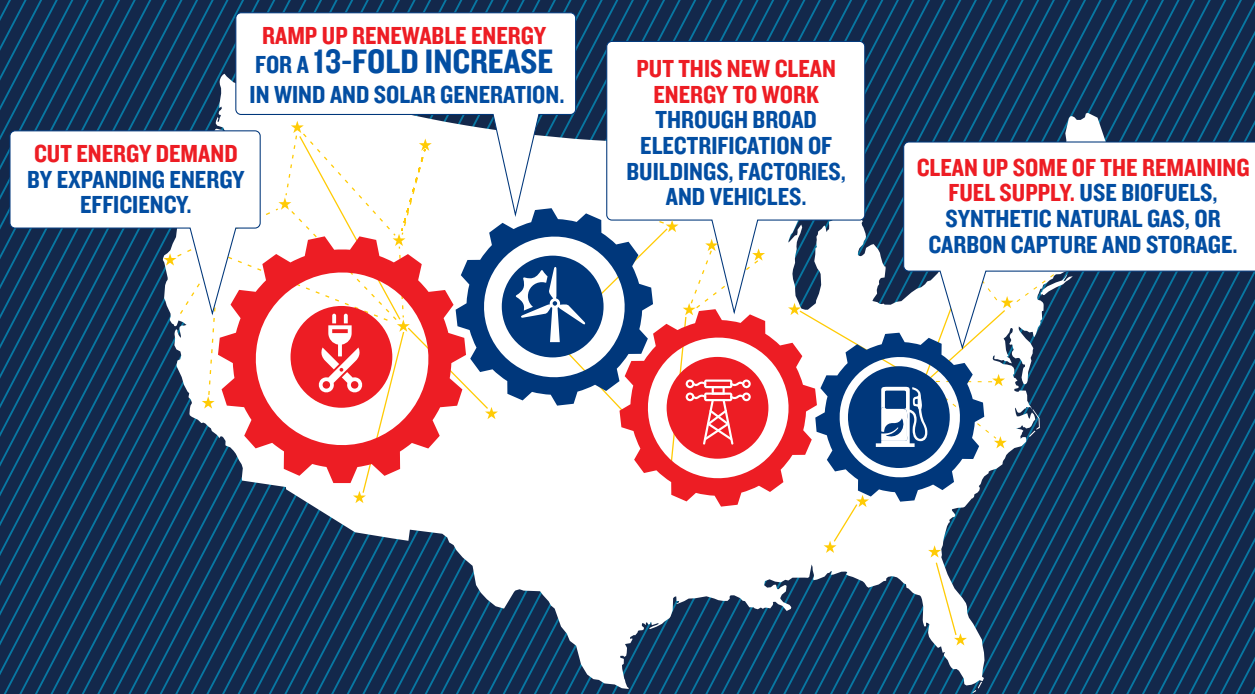 RAMP UP RENEWABLE ENERGY
FOR A 13-FOLD INCREASE
IN WIND AND SOLAR GENERATION.
PUT THIS NEW CLEAN
ENERGY TO WORK
THROUGH BROAD
ELECTRIFICATION OF
BUILDINGS, FACTORIES,
AND VEHICLES.
CUT ENERGY DEMAND
BY EXPANDING ENERGY
EFFICIENCY.
CLEAN UP SOME OF THE REMAINING
FUEL SUPPLY. USE BIOFUELS,
SYNTHETIC NATURAL GAS, OR
CARBON CAPTURE AND STORAGE.